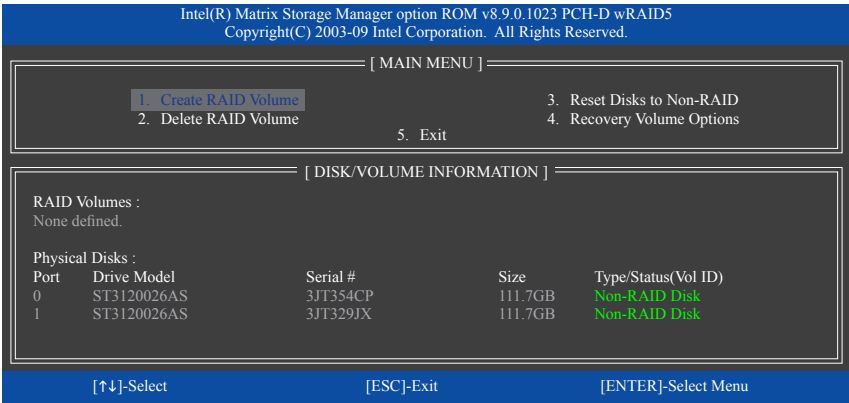 Intel(R) Matrix Storage Manager option ROM v8.9.0.1023 PCH-D wRAID5
Copyright(C) 2003-09 Intel Corporation.  All Rights Reserved.
[ MAIN MENU ]
1.  Create RAID Volume    3.  Reset Disks to Non-RAID
2.  Delete RAID Volume    4.  Recovery Volume Options
5.  Exit
[ DISK/VOLUME INFORMATION ]
RAID Volumes :
None defined.
Physical Disks :
Port    Drive Model    Serial #    Size    Type/Status(Vol ID)
0    ST3120026AS    3JT354CP    111.7GB    Non-RAID Disk
1    ST3120026AS    3JT329JX    111.7GB    Non-RAID Disk
[↑↓]-Select    [ESC]-Exit    [ENTER]-Select Menu